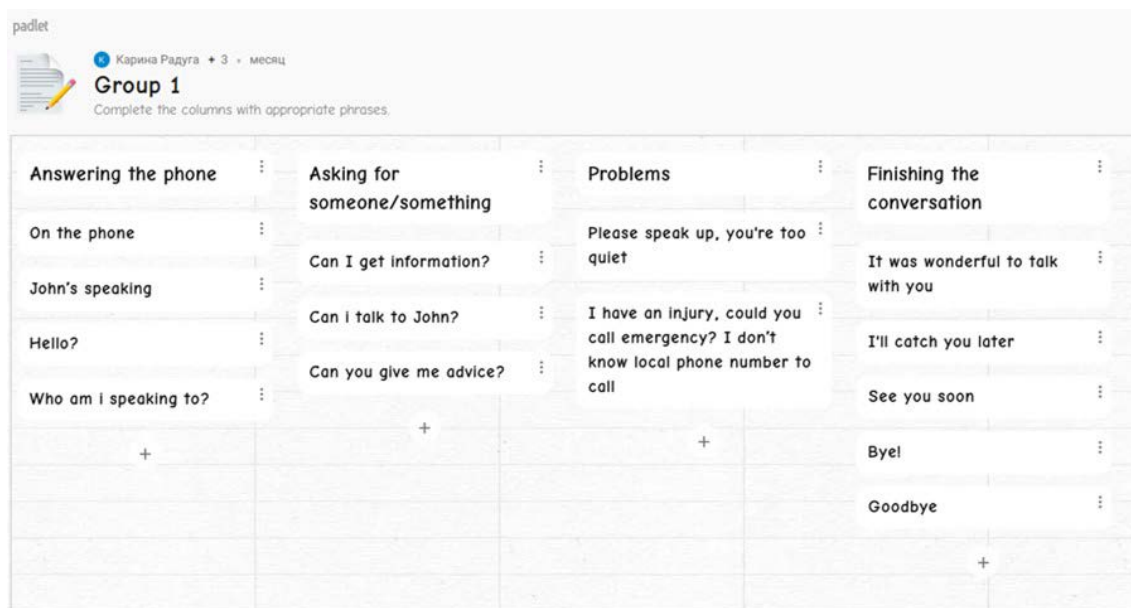 padlet
K
Карина Радуга + 3 • месяц
Group 1
Complete the columns with appropriate phrases.
Answering the phone
On the phone
John's speaking
Hello?
Who am i speaking to?
+
Asking for
someone/something
Can I get information?
Can i talk to John?
Can you give me advice?
+
Problems
Please speak up, you're too
quiet
I have an injury, could you
call emergency? I don't
know local phone number to
call
+
Finishing the
conversation
It was wonderful to talk
with you
I'll catch you later
See you soon
Bye!
Goodbye
+